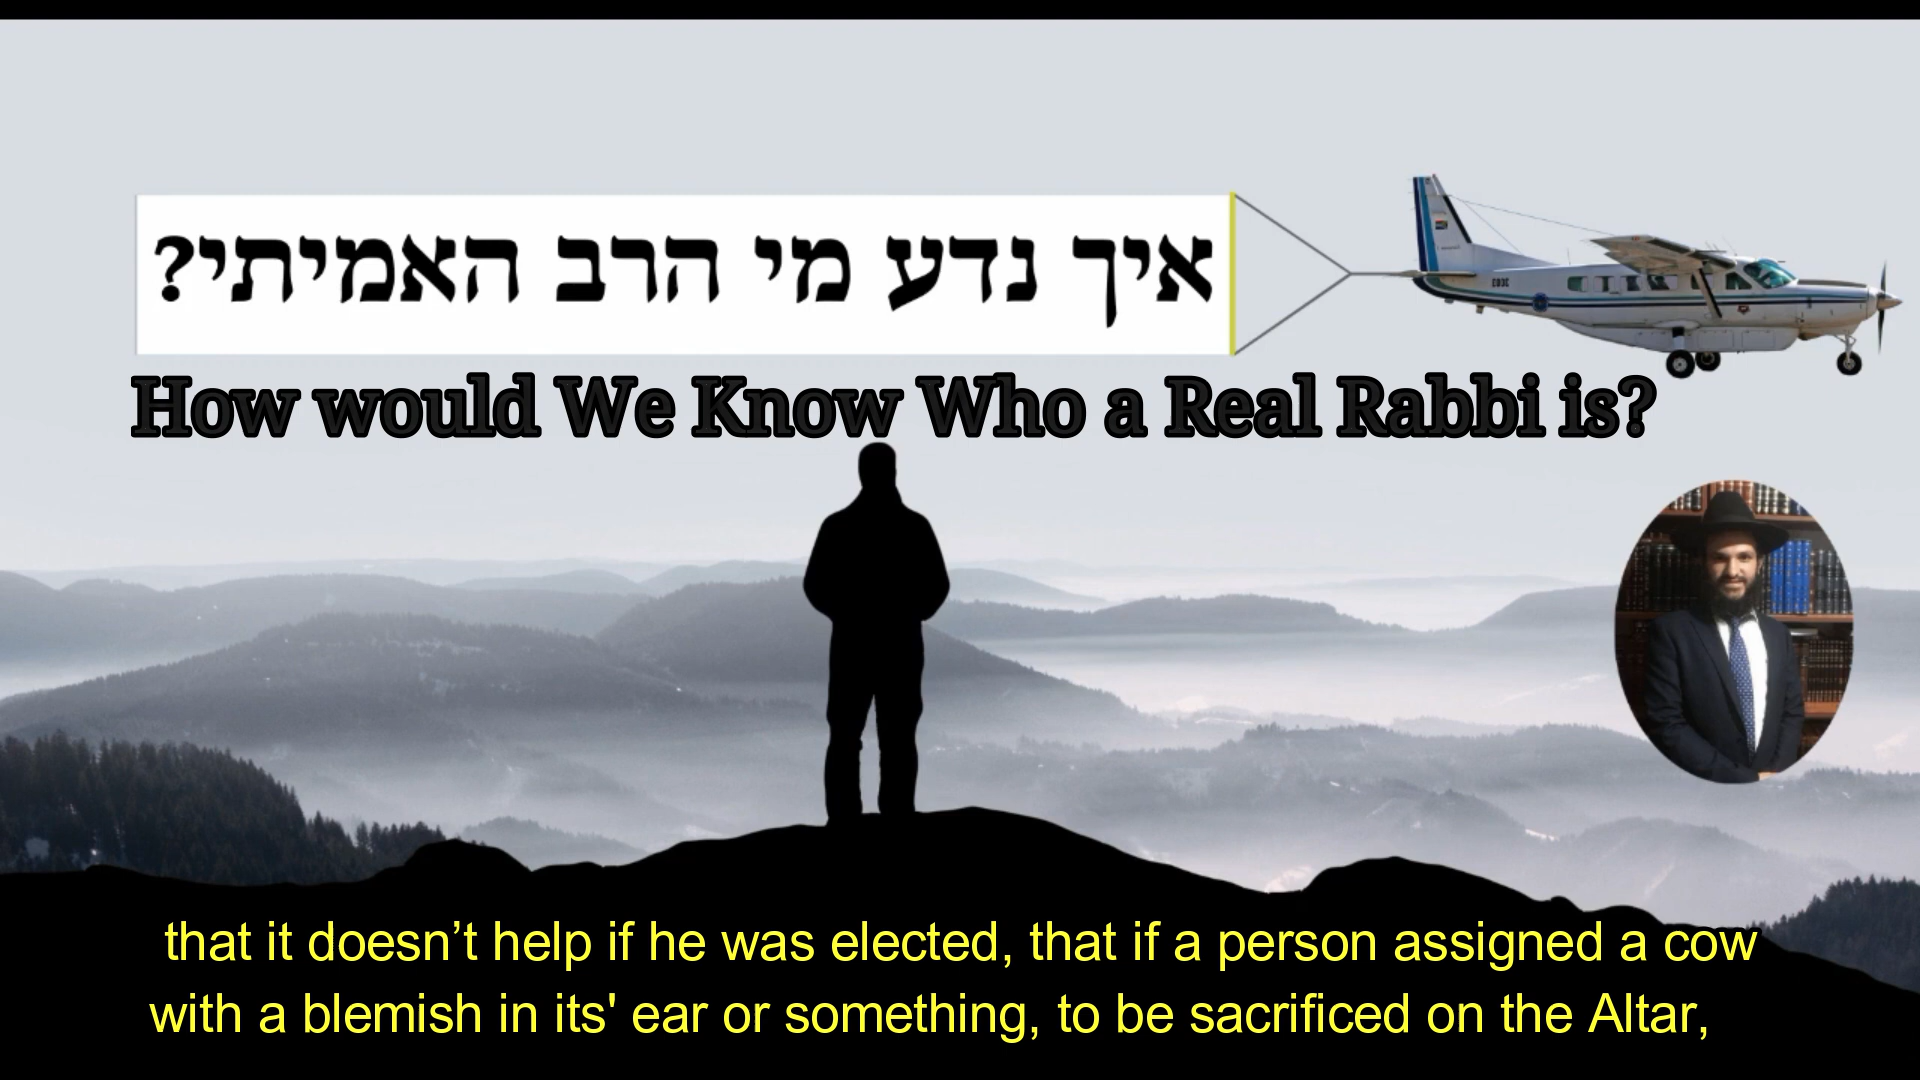 איך נדע מי הרב האמיתי?
How would We Know Who a Real Rabbi is?
that it doesn’t help if he was elected, that if a person assigned a cow
with a blemish in its' ear or something, to be sacrificed on the Altar,